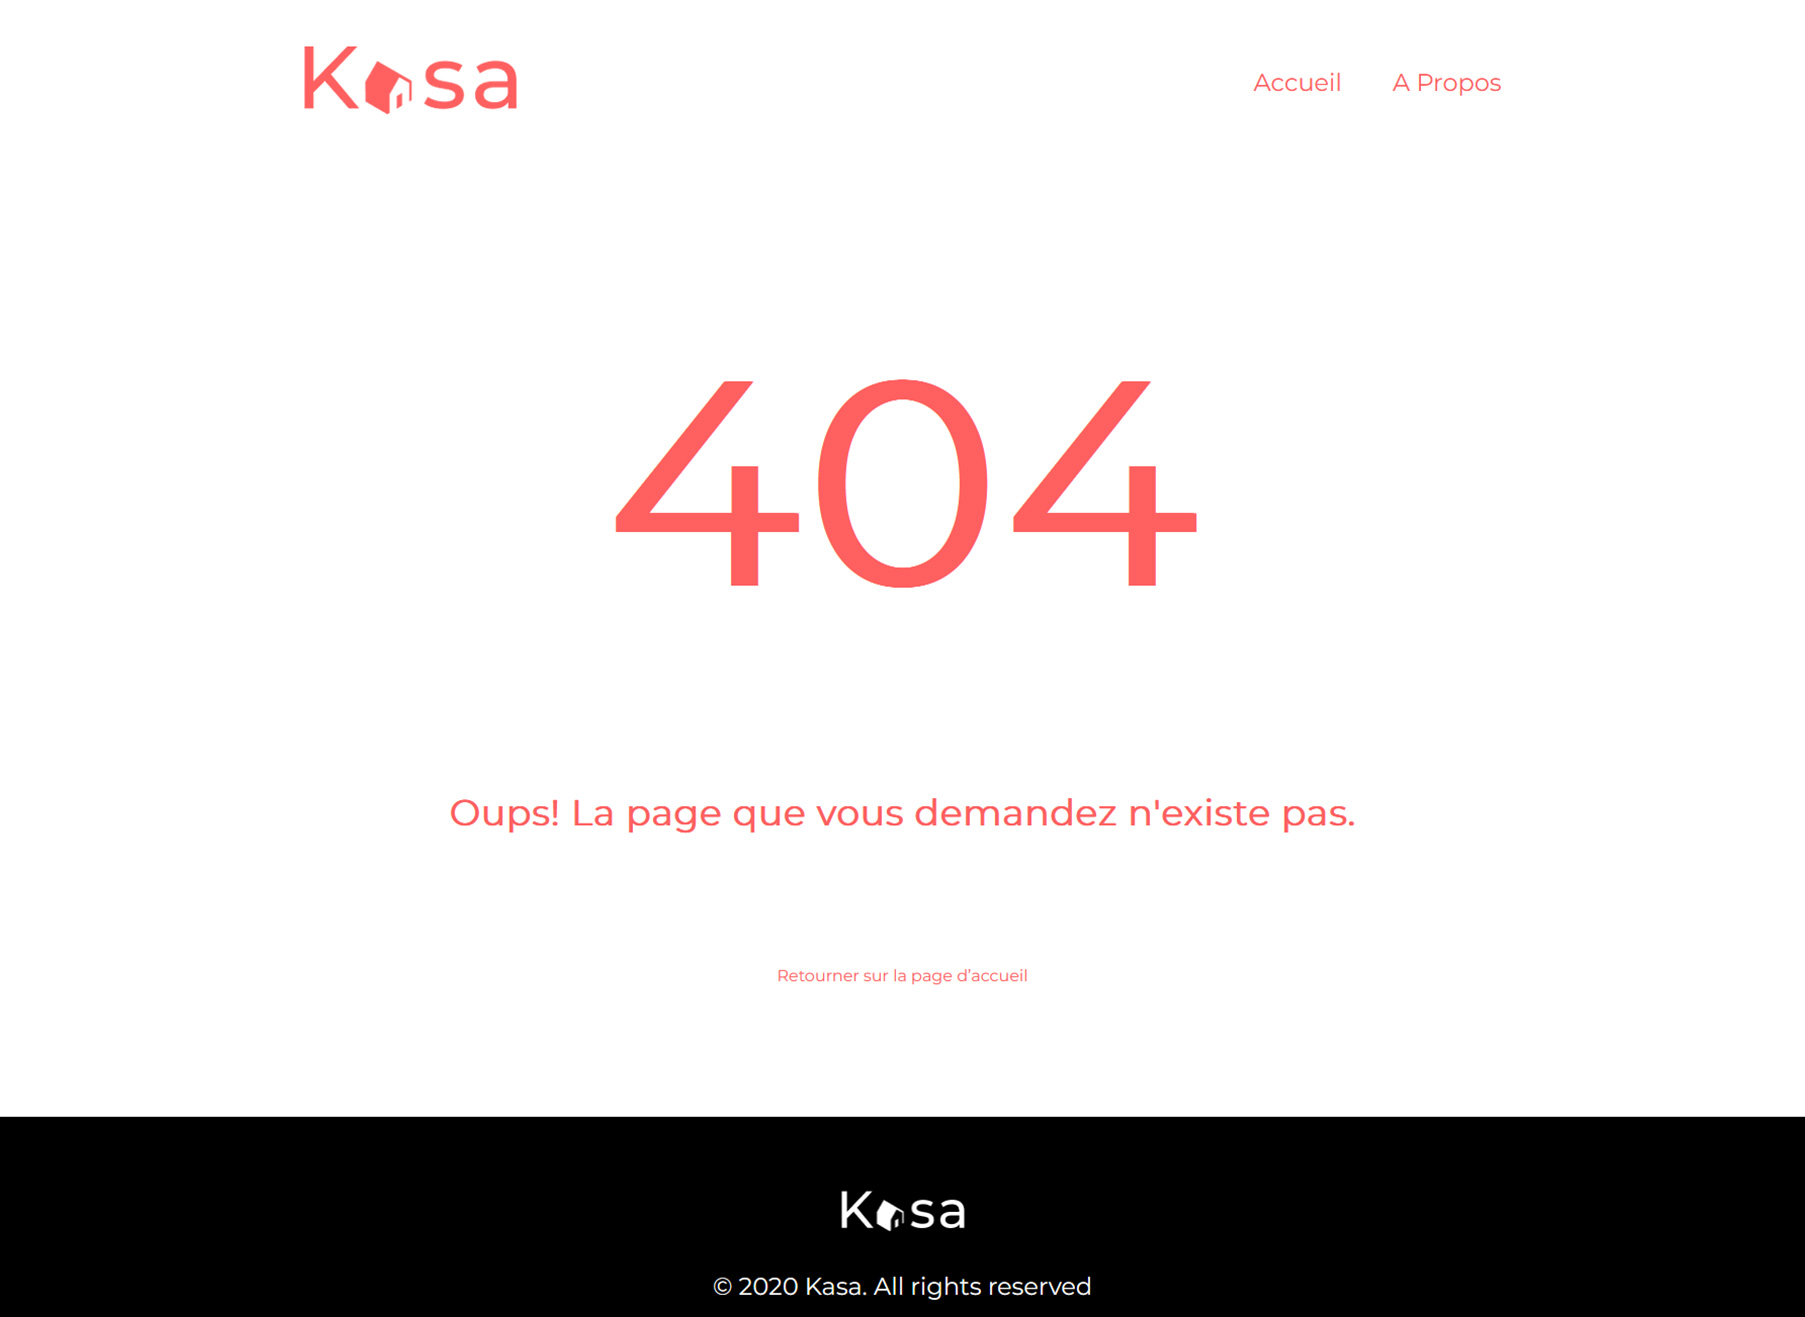 Kasa
Accueil A Propos
404
Oups! La page que vous demandez n'existe pas.
Retourner sur la page d’accueil
Kasa
© 2020 Kasa. All rights reserved